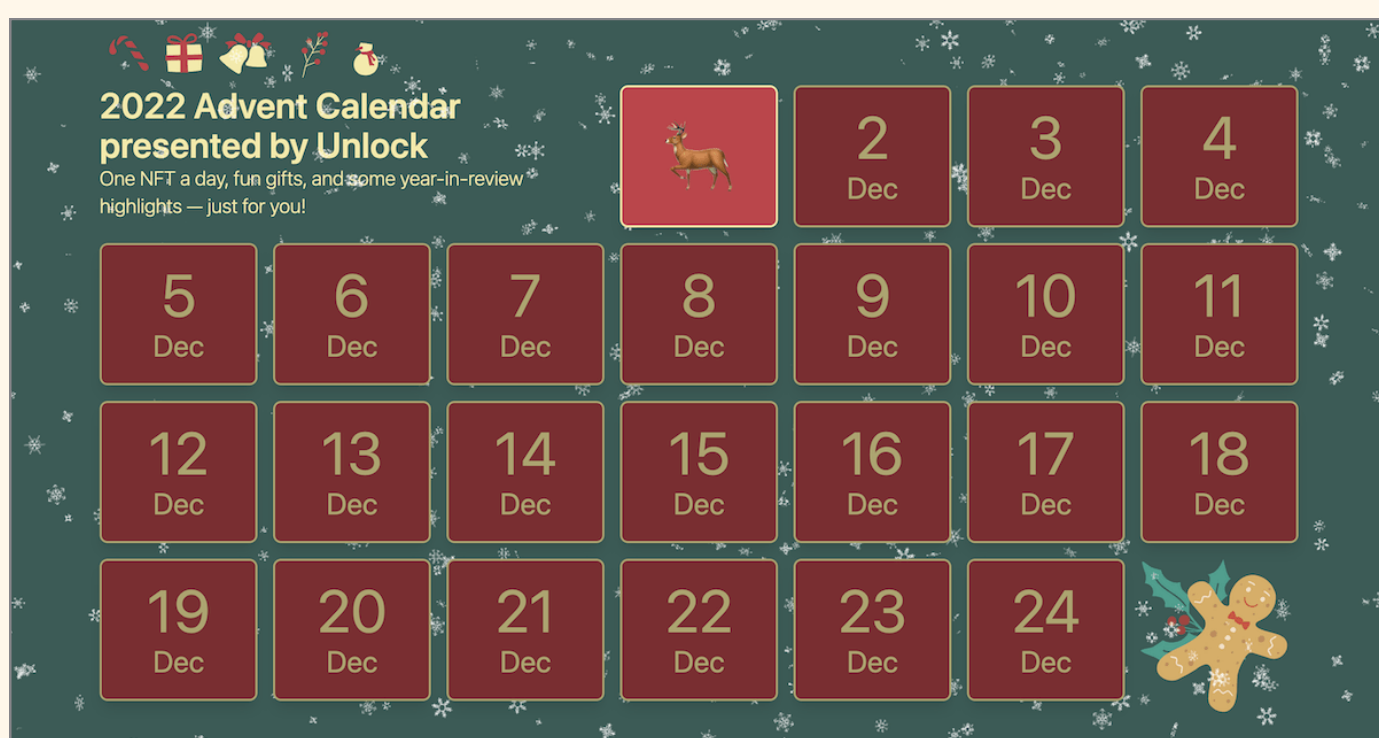 2022 Advent Calendar
presented by Unlock
One NFT a day, fun gifts, and some year-in-review
highlights — just for you!
2
Dec
3
Dec
4
Dec
5
Dec
6
Dec
7
Dec
8
Dec
9
Dec
10
Dec
11
Dec
12
Dec
13
Dec
14
Dec
15
Dec
16
Dec
17
Dec
18
Dec
19
Dec
20
Dec
21
Dec
22
Dec
23
Dec
24
Dec